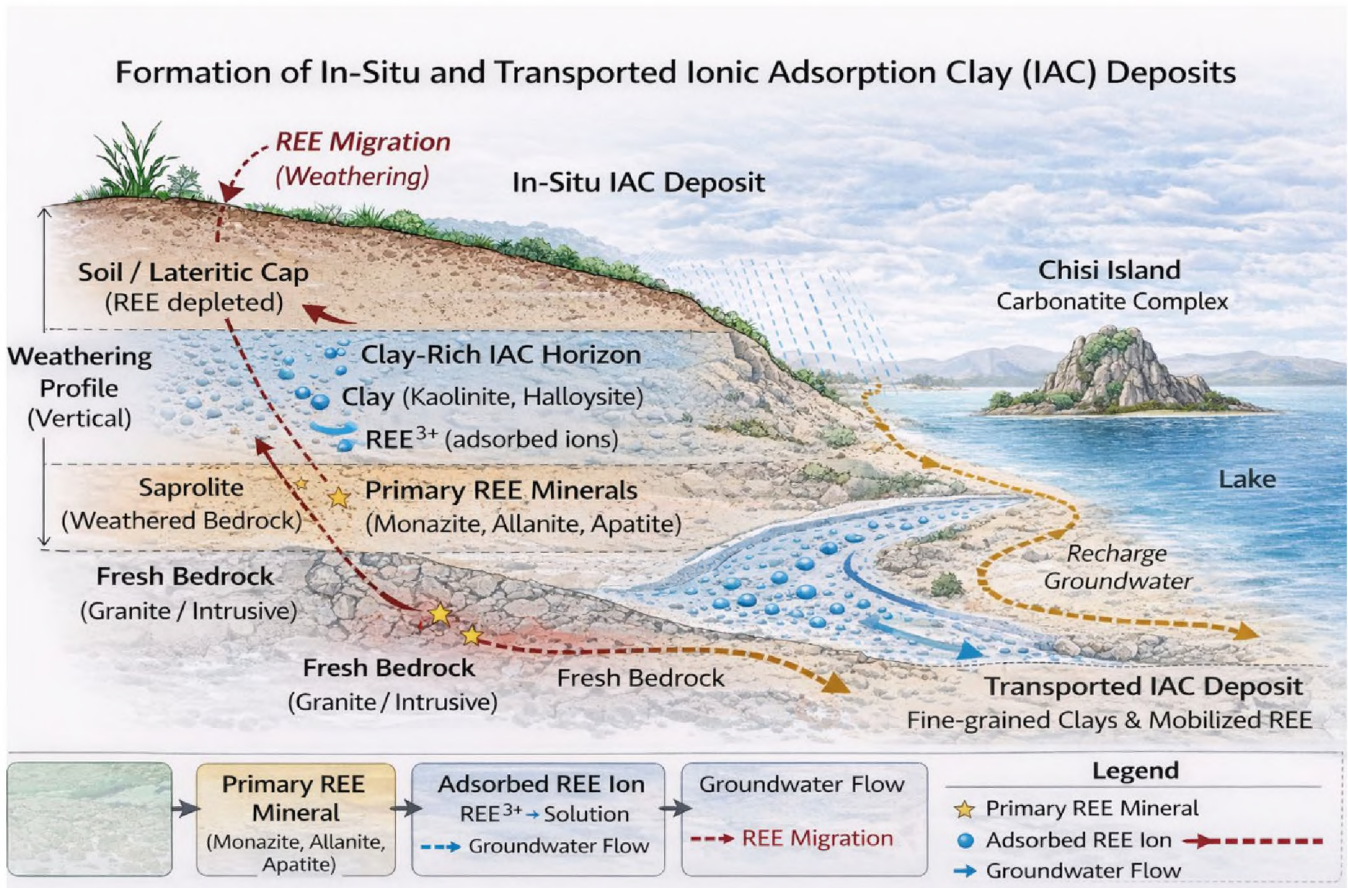 Formation of In-Situ and Transported Ionic Adsorption Clay (IAC) Deposits
REE Migration
(Weathering)
In-Situ IAC Deposit
Soil / Lateritic Cap
(REE depleted)
Chisi Island
Carbonatite Complex
Weathering
Profile
(Vertical)
Clay-Rich IAC Horizon
Clay (Kaolinite, Halloysite)
REE³⁺ (adsorbed ions)
Saprolite
(Weathered Bedrock)
Primary REE Minerals
(Monazite, Allanite, Apatite)
Lake
Recharge
Groundwater
Fresh Bedrock
(Granite / Intrusive)
Fresh Bedrock
(Granite / Intrusive)
Fresh Bedrock
Transported IAC Deposit
Fine-grained Clays & Mobilized REE
Primary REE
Mineral
(Monazite, Allanite,
Apatite)
Adsorbed REE Ion
REE³⁺ → Solution
Groundwater Flow
Groundwater Flow
REE Migration
Legend
Primary REE Mineral
Adsorbed REE Ion
Groundwater Flow